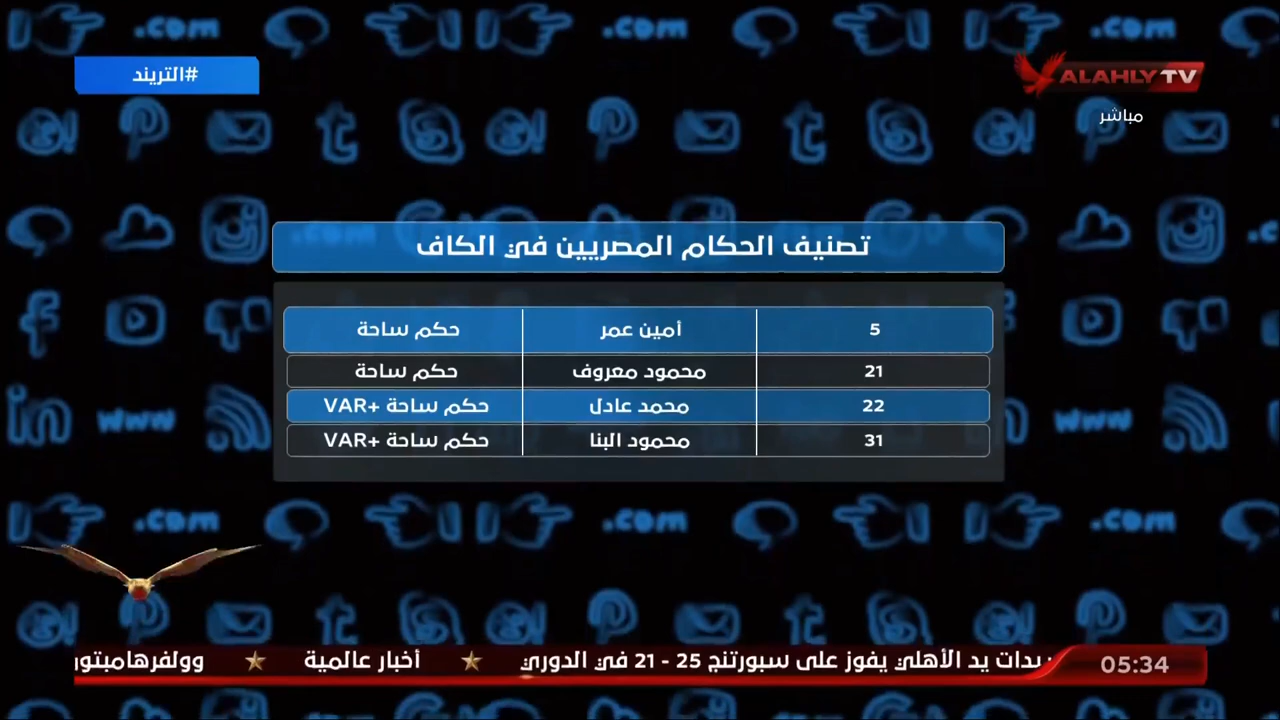 #التريند
ALAHLY TV
مباشر
تصنيف الحكام المصريين في الكاف
5 أمين عمر حكم ساحة
21 محمود معروف حكم ساحة
22 محمد عادل حكم ساحة +VAR
31 محمود البنا حكم ساحة +VAR
05:34
يد الأهلي يفوز على سبورتنج 25 - 21 في الدوري ★ أخبار عالمية ★